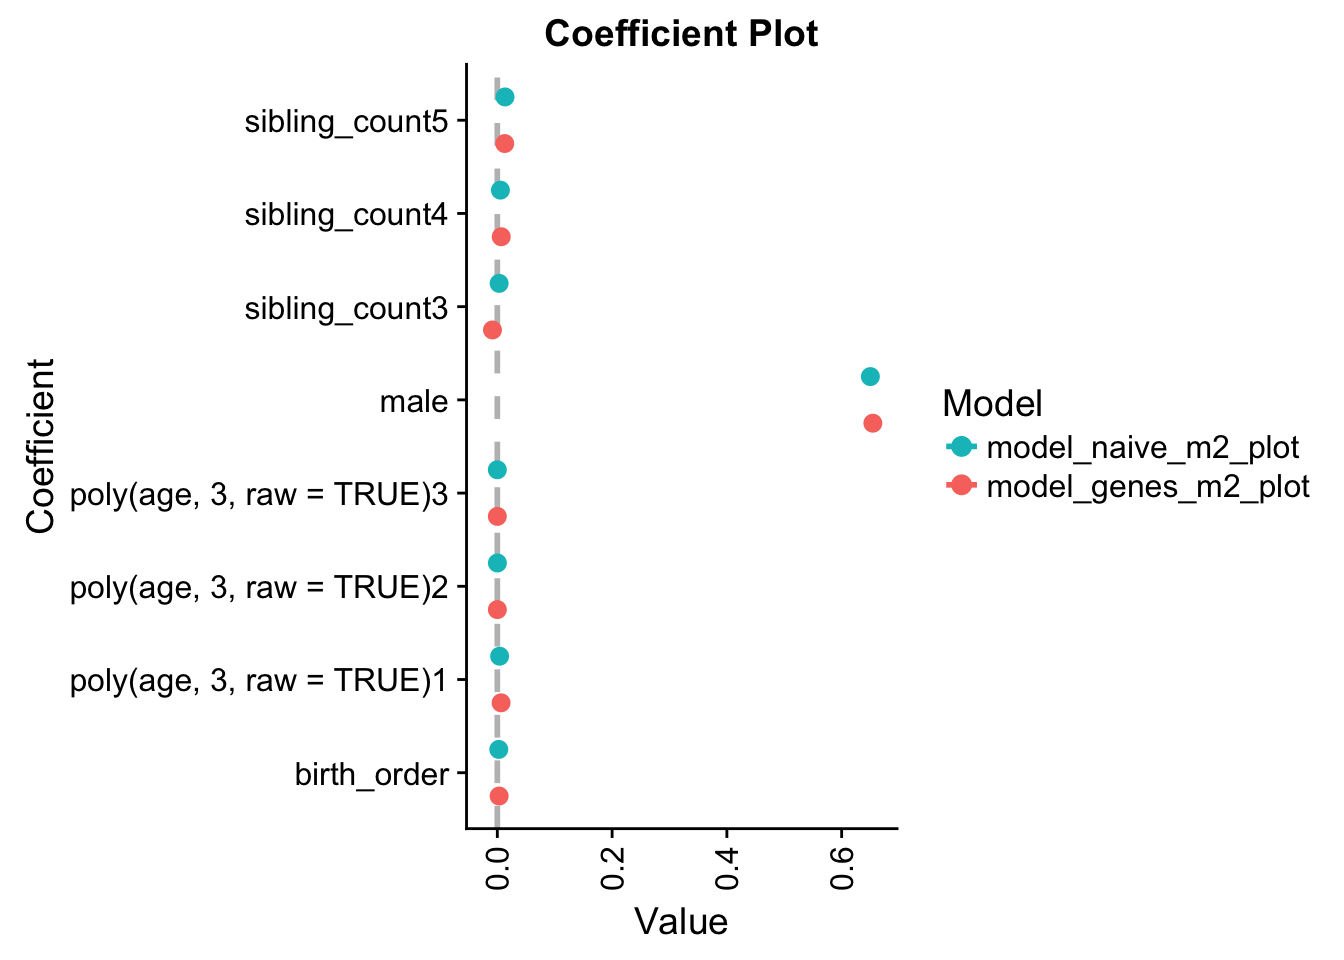 Coefficient Plot
Coefficient
sibling_count5
sibling_count4
sibling_count3
male
poly(age, 3, raw = TRUE)3
poly(age, 3, raw = TRUE)2
poly(age, 3, raw = TRUE)1
birth_order
0.0
0.2
0.4
0.6
Value
Model
model_naive_m2_plot
model_genes_m2_plot